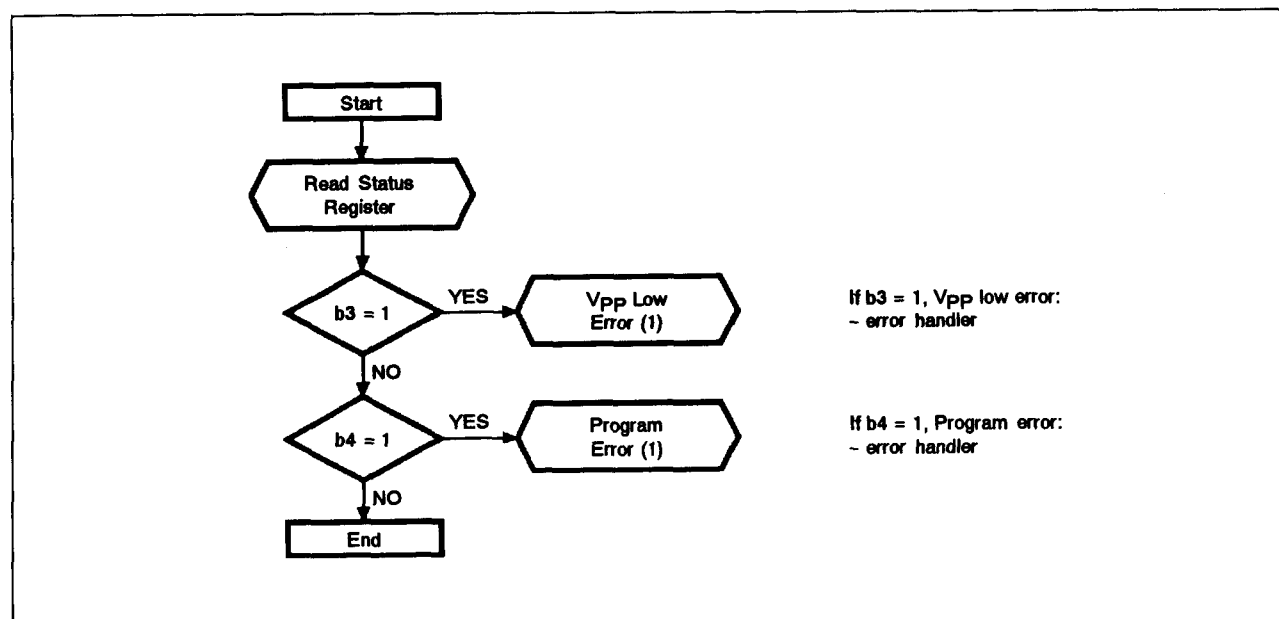 Start
Read Status
Register
b3 = 1
YES
VPP Low
Error (1)
If b3 = 1, VPP low error:
~ error handler
NO
b4 = 1
YES
Program
Error (1)
If b4 = 1, Program error:
~ error handler
NO
End